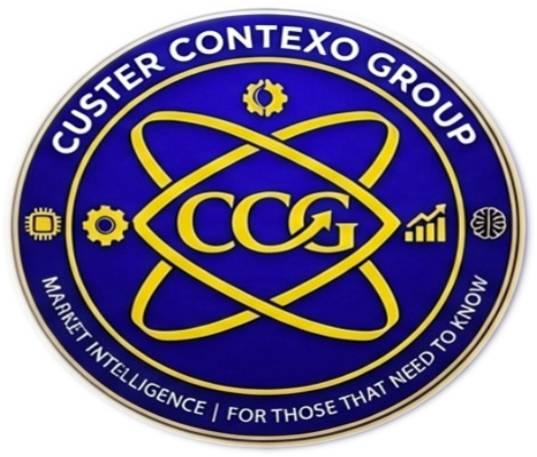 CUSTER CONTEXO GROUP
CCG
MARKET INTELLIGENCE | FOR THOSE THAT NEED TO KNOW